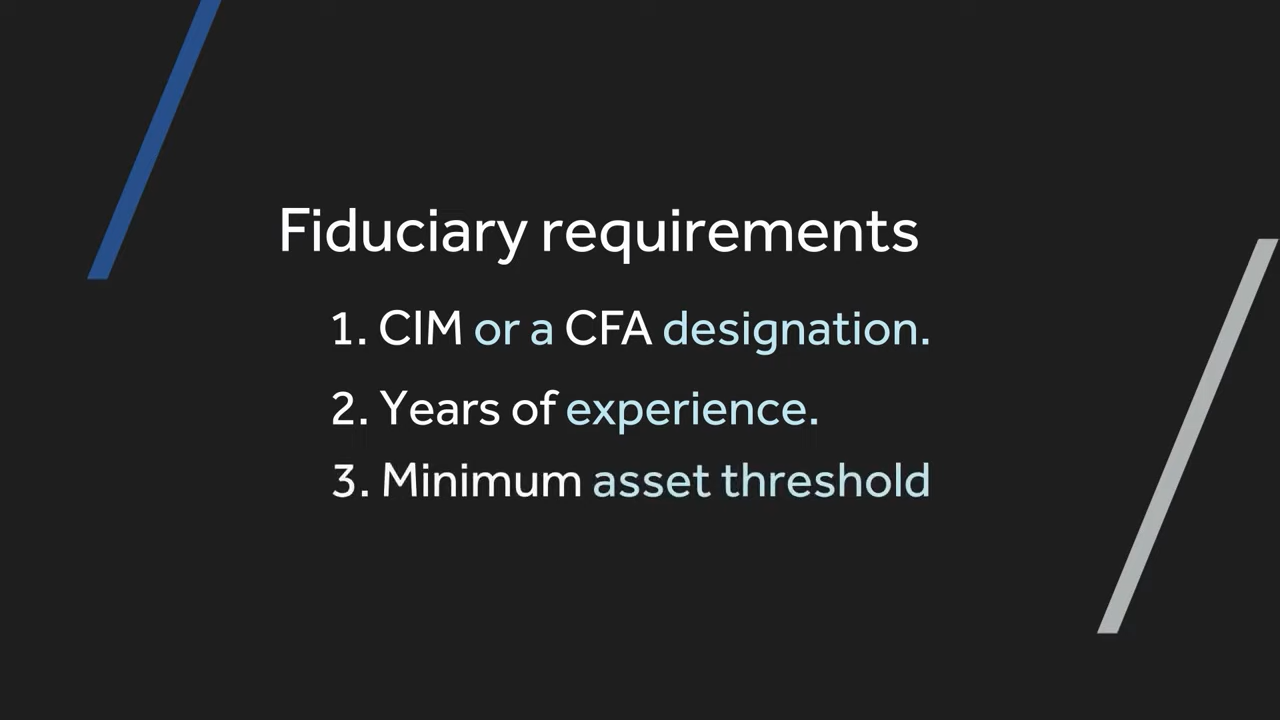 Fiduciary requirements
1. CIM or a CFA designation.
2. Years of experience.
3. Minimum asset threshold